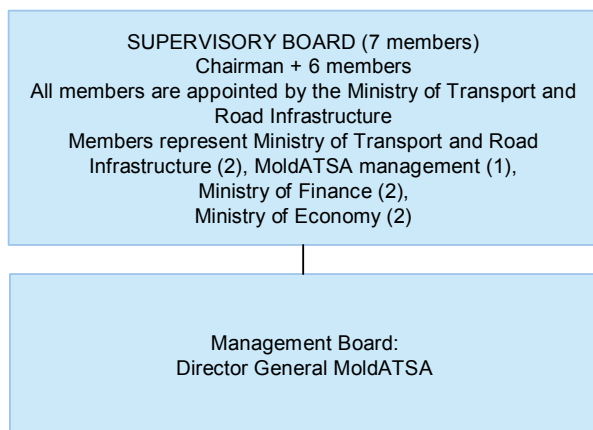 SUPERVISORY BOARD (7 members)
Chairman + 6 members
All members are appointed by the Ministry of Transport and
Road Infrastructure
Members represent Ministry of Transport and Road
Infrastructure (2), MoldATSA management (1),
Ministry of Finance (2),
Ministry of Economy (2)
Management Board:
Director General MoldATSA